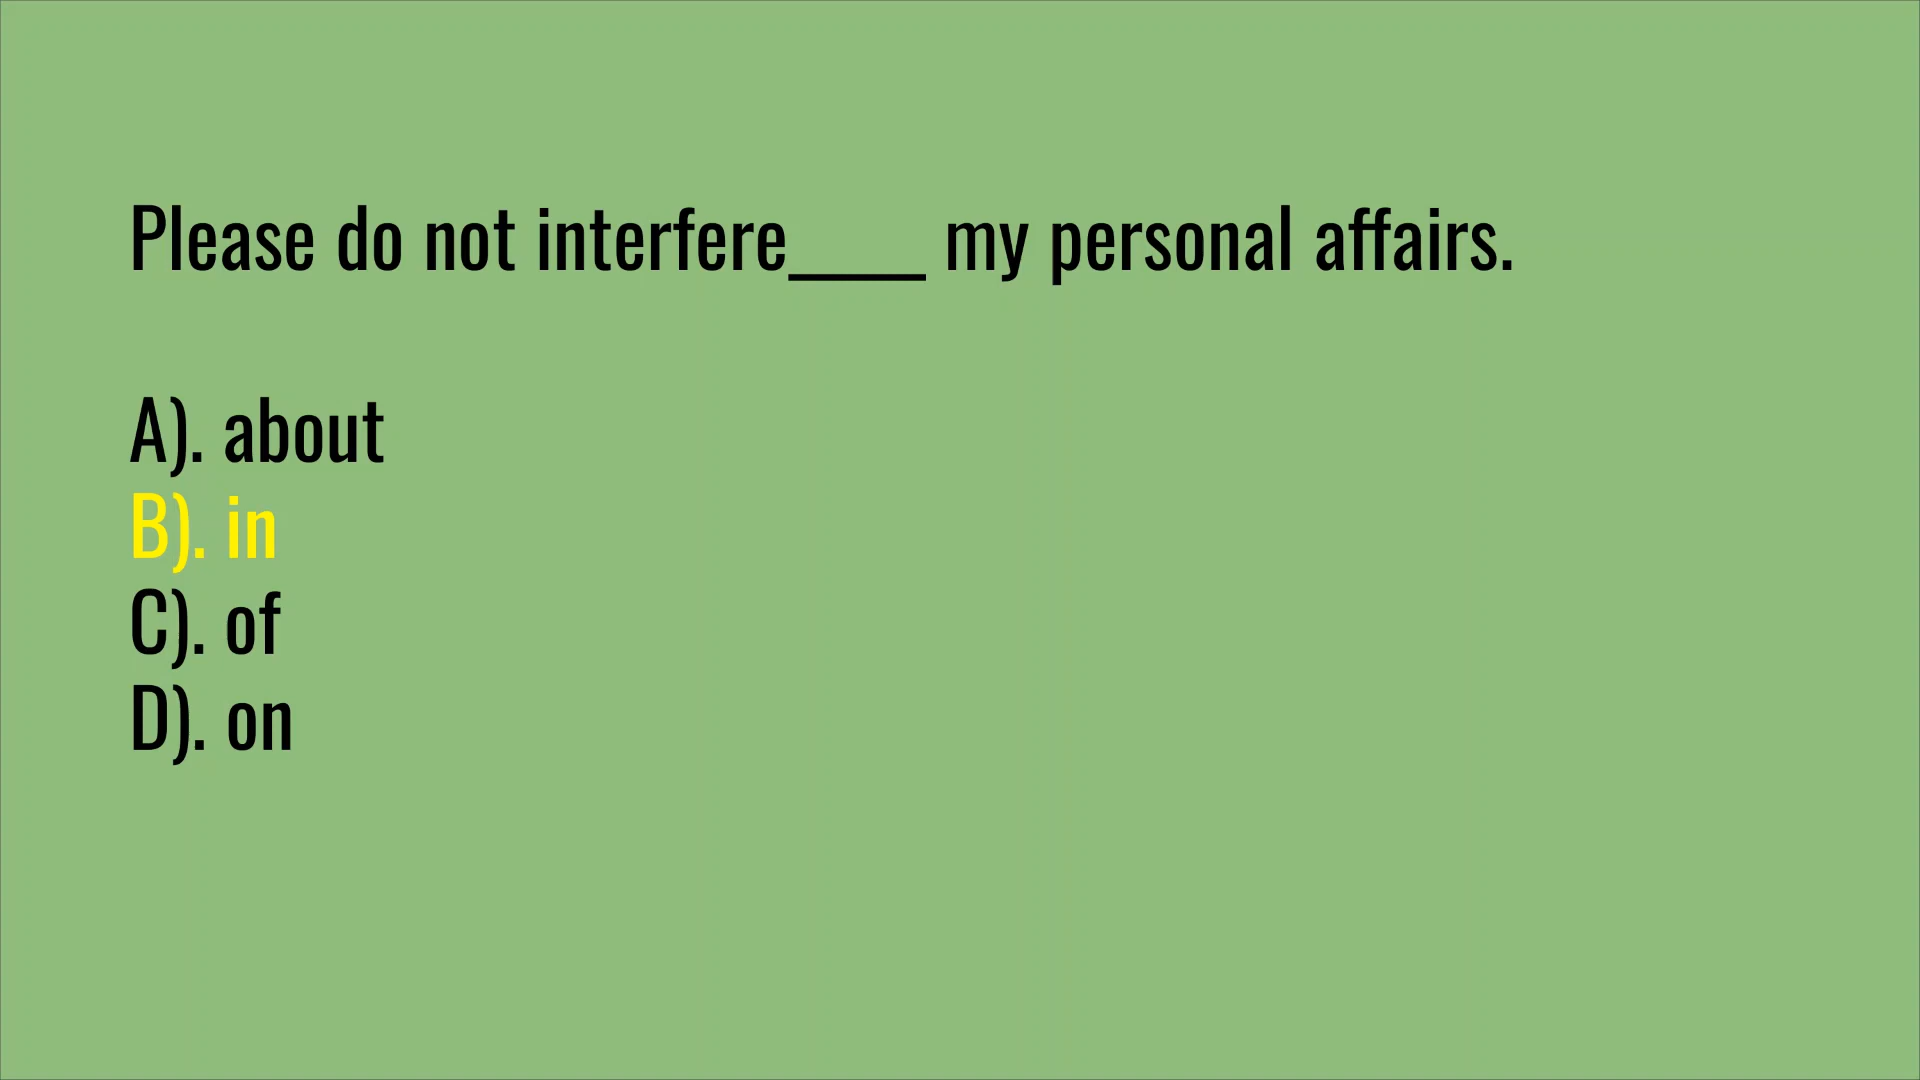 Please do not interfere____ my personal affairs.
A). about
B). in
C). of
D). on